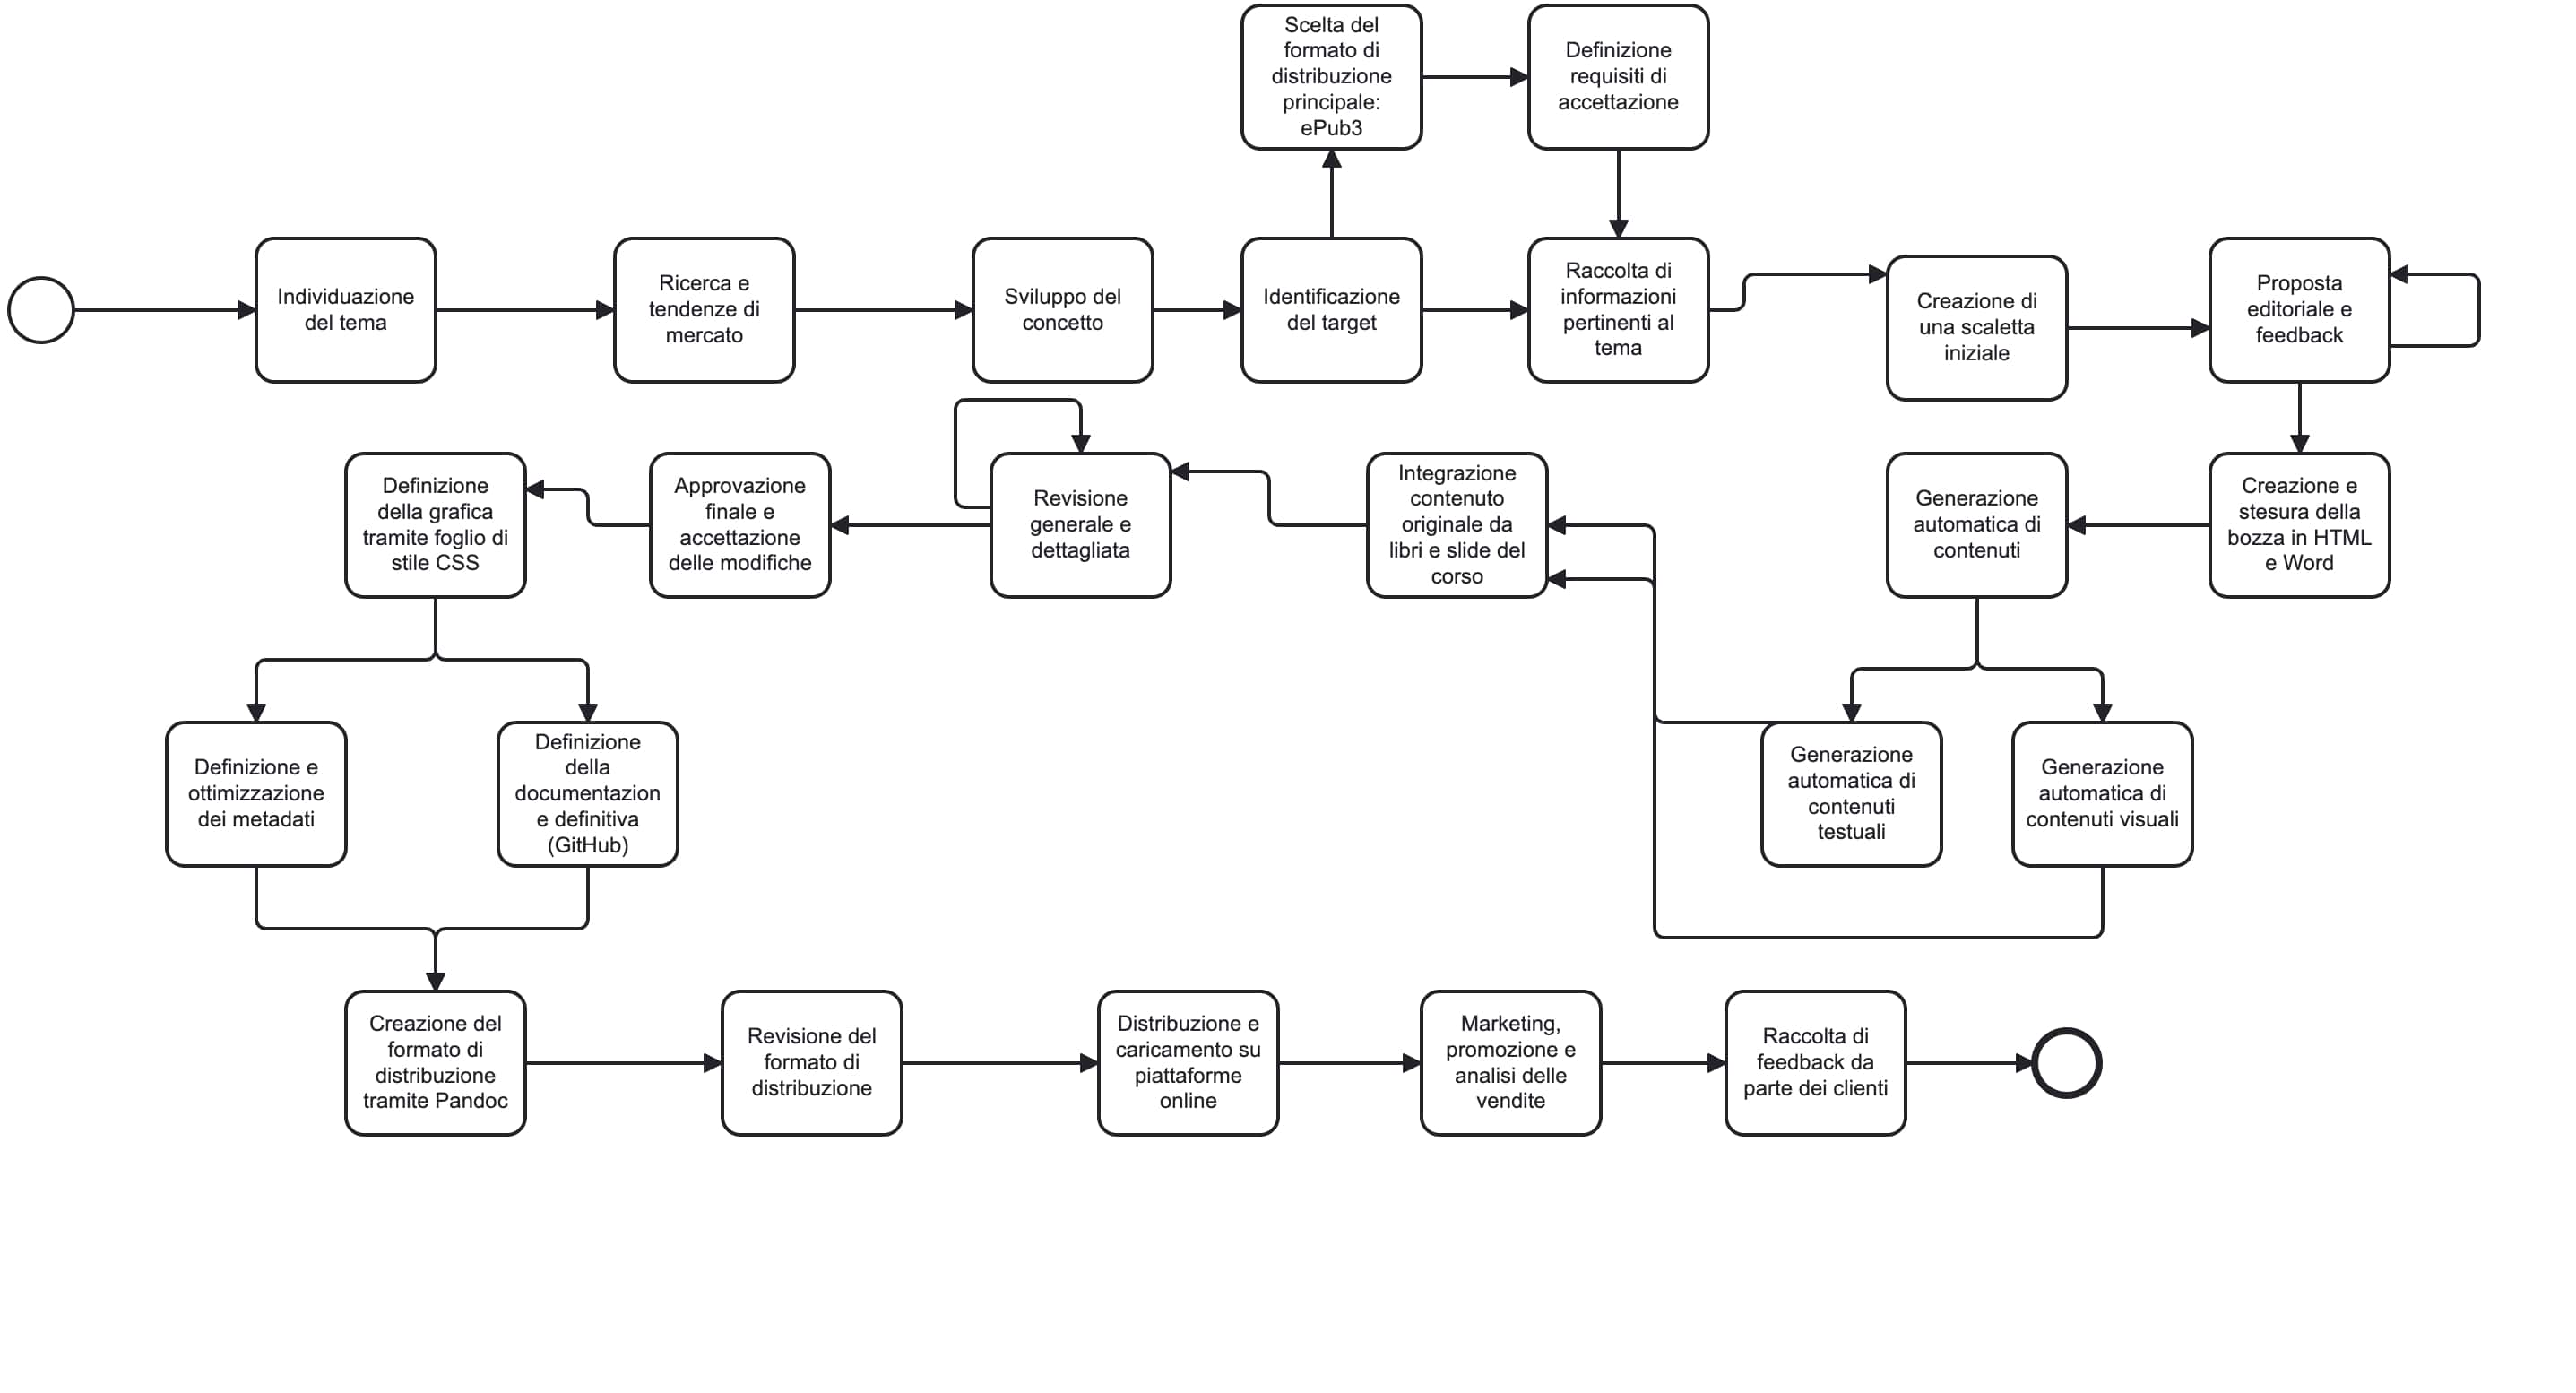 Scelta del
formato di
distribuzione
principale:
ePub3
Definizione
requisiti di
accettazione
Individuazione
del tema
Ricerca e
tendenze di
mercato
Sviluppo del
concetto
Identificazione
del target
Raccolta di
informazioni
pertinenti al
tema
Creazione di
una scaletta
iniziale
Proposta
editoriale e
feedback
Creazione e
stesura della
bozza in HTML
e Word
Generazione
automatica di
contenuti
Integrazione
contenuto
originale da
libri e slide del
corso
Revisione
generale e
dettagliata
Approvazione
finale e
accettazione
delle modifiche
Definizione
della grafica
tramite foglio di
stile CSS
Definizione e
ottimizzazione
dei metadati
Definizione
della
documentazion
e definitiva
(GitHub)
Generazione
automatica di
contenuti
testuali
Generazione
automatica di
contenuti visuali
Creazione del
formato di
distribuzione
tramite Pandoc
Revisione del
formato di
distribuzione
Distribuzione e
caricamento su
piattaforme
online
Marketing,
promozione e
analisi delle
vendite
Raccolta di
feedback da
parte dei clienti